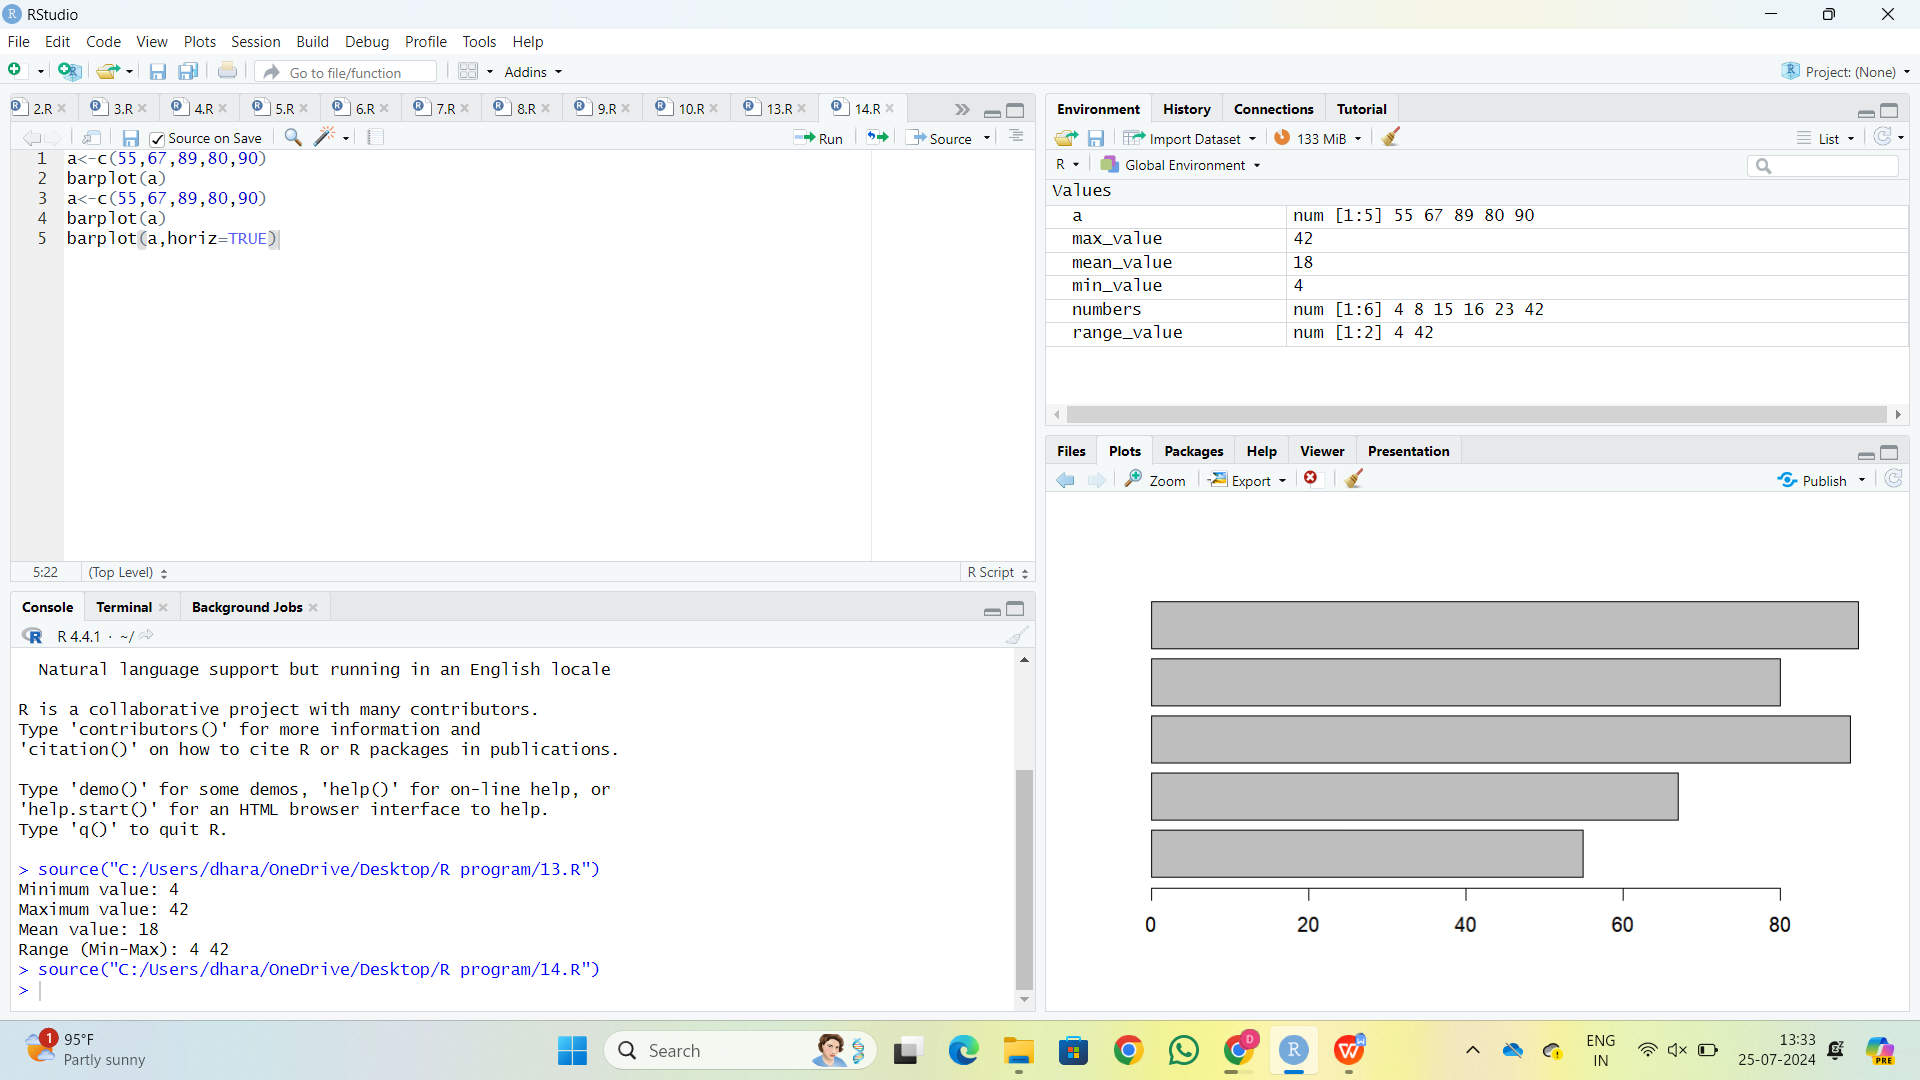 RStudio
File Edit Code View Plots Session Build Debug Profile Tools Help
Go to file/function Addins Project: (None)
2.R 3.R 4.R 5.R 6.R 7.R 8.R 9.R 10.R 13.R 14.R
Source on Save Run Source
1 a<-c(55,67,89,80,90)
2 barplot(a)
3 a<-c(55,67,89,80,90)
4 barplot(a)
5 barplot(a,horiz=TRUE)
5:22 (Top Level) R Script
Console Terminal Background Jobs
R 4.4.1 · ~/
Natural language support but running in an English locale
R is a collaborative project with many contributors.
Type 'contributors()' for more information and
'citation()' on how to cite R or R packages in publications.
Type 'demo()' for some demos, 'help()' for on-line help, or
'help.start()' for an HTML browser interface to help.
Type 'q()' to quit R.
> source("C:/Users/dhara/OneDrive/Desktop/R program/13.R")
Minimum value: 4
Maximum value: 42
Mean value: 18
Range (Min-Max): 4 42
> source("C:/Users/dhara/OneDrive/Desktop/R program/14.R")
>
Environment History Connections Tutorial
Import Dataset 133 MiB List
R Global Environment
Values
a num [1:5] 55 67 89 80 90
max_value 42
mean_value 18
min_value 4
numbers num [1:6] 4 8 15 16 23 42
range_value num [1:2] 4 42
Files Plots Packages Help Viewer Presentation
Zoom Export Publish
0 20 40 60 80
1 95°F
Partly sunny
Search
D
R
W
ENG
IN
13:33
25-07-2024
PRE